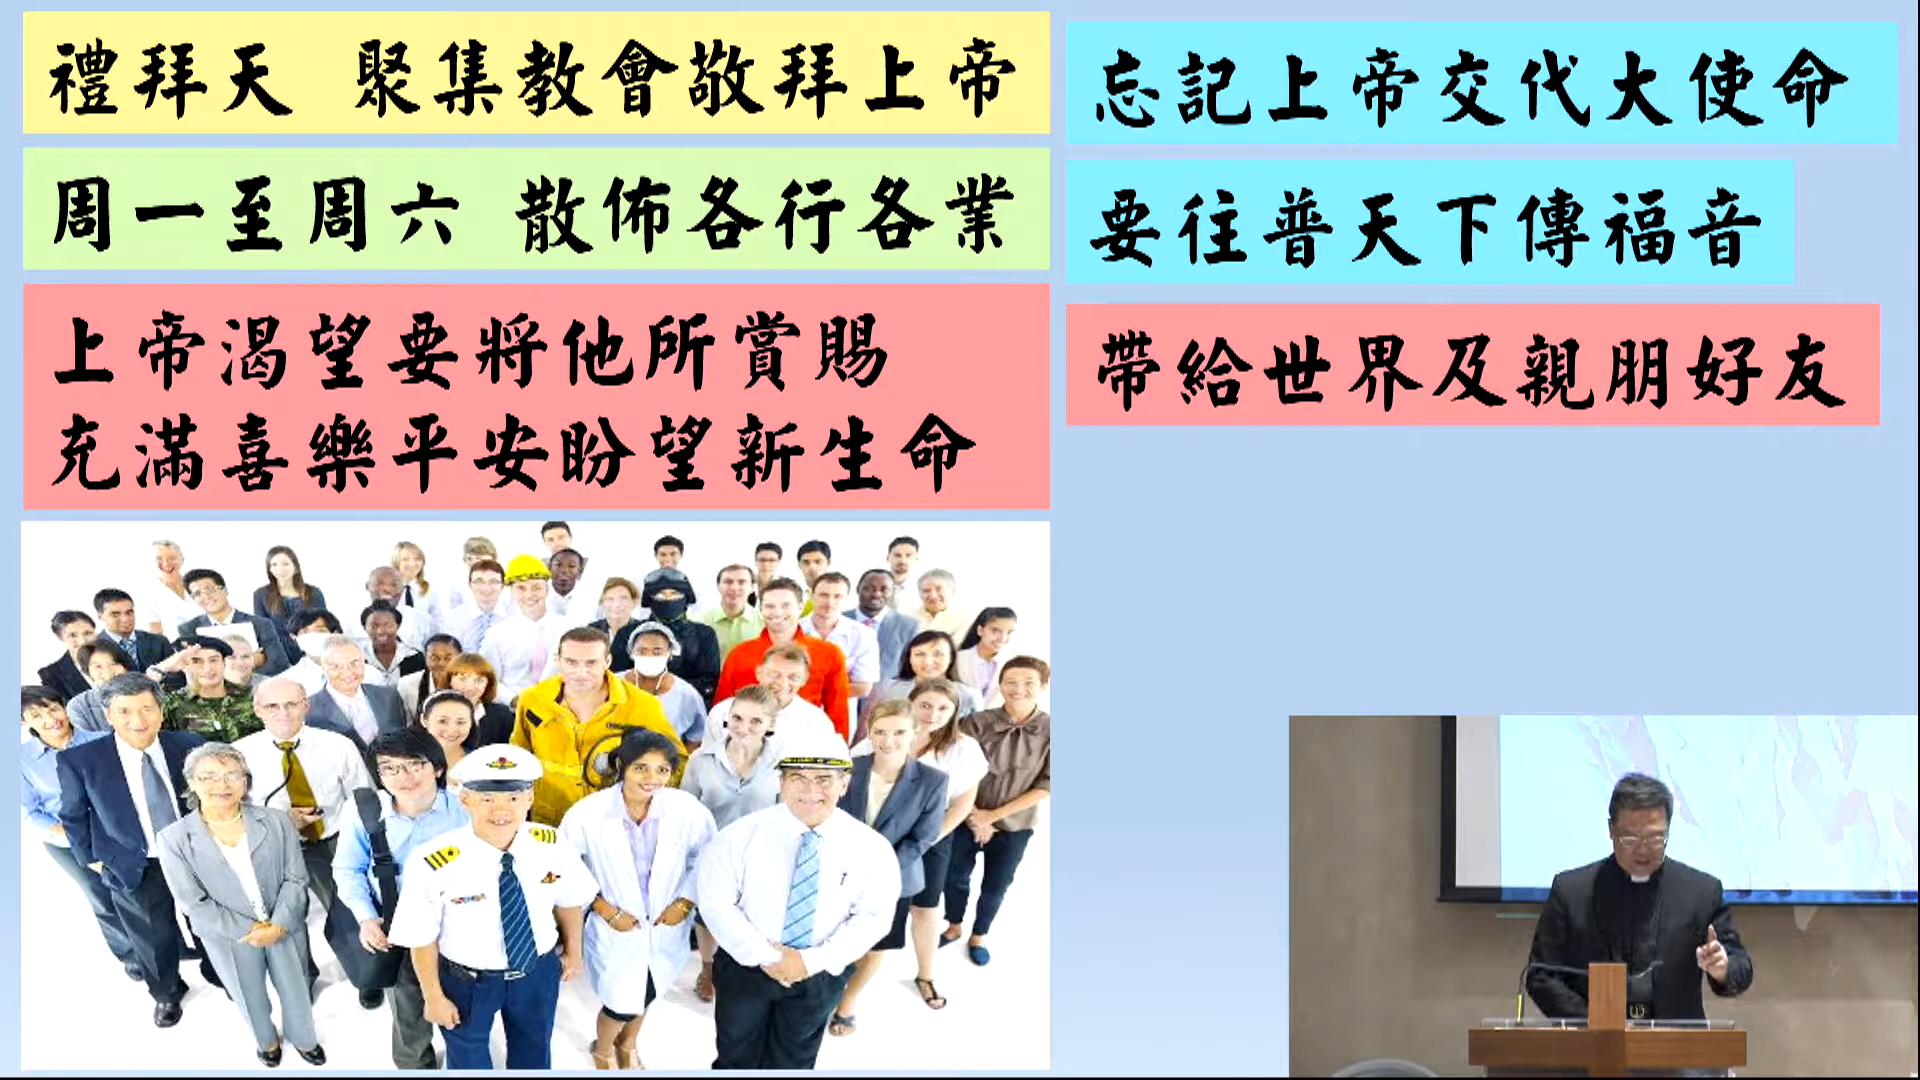 禮拜天 聚集教會敬拜上帝
周一至周六 散佈各行各業
上帝渴望要將他所賞賜
充滿喜樂平安盼望新生命
忘記上帝交代大使命
要往普天下傳福音
帶給世界及親朋好友